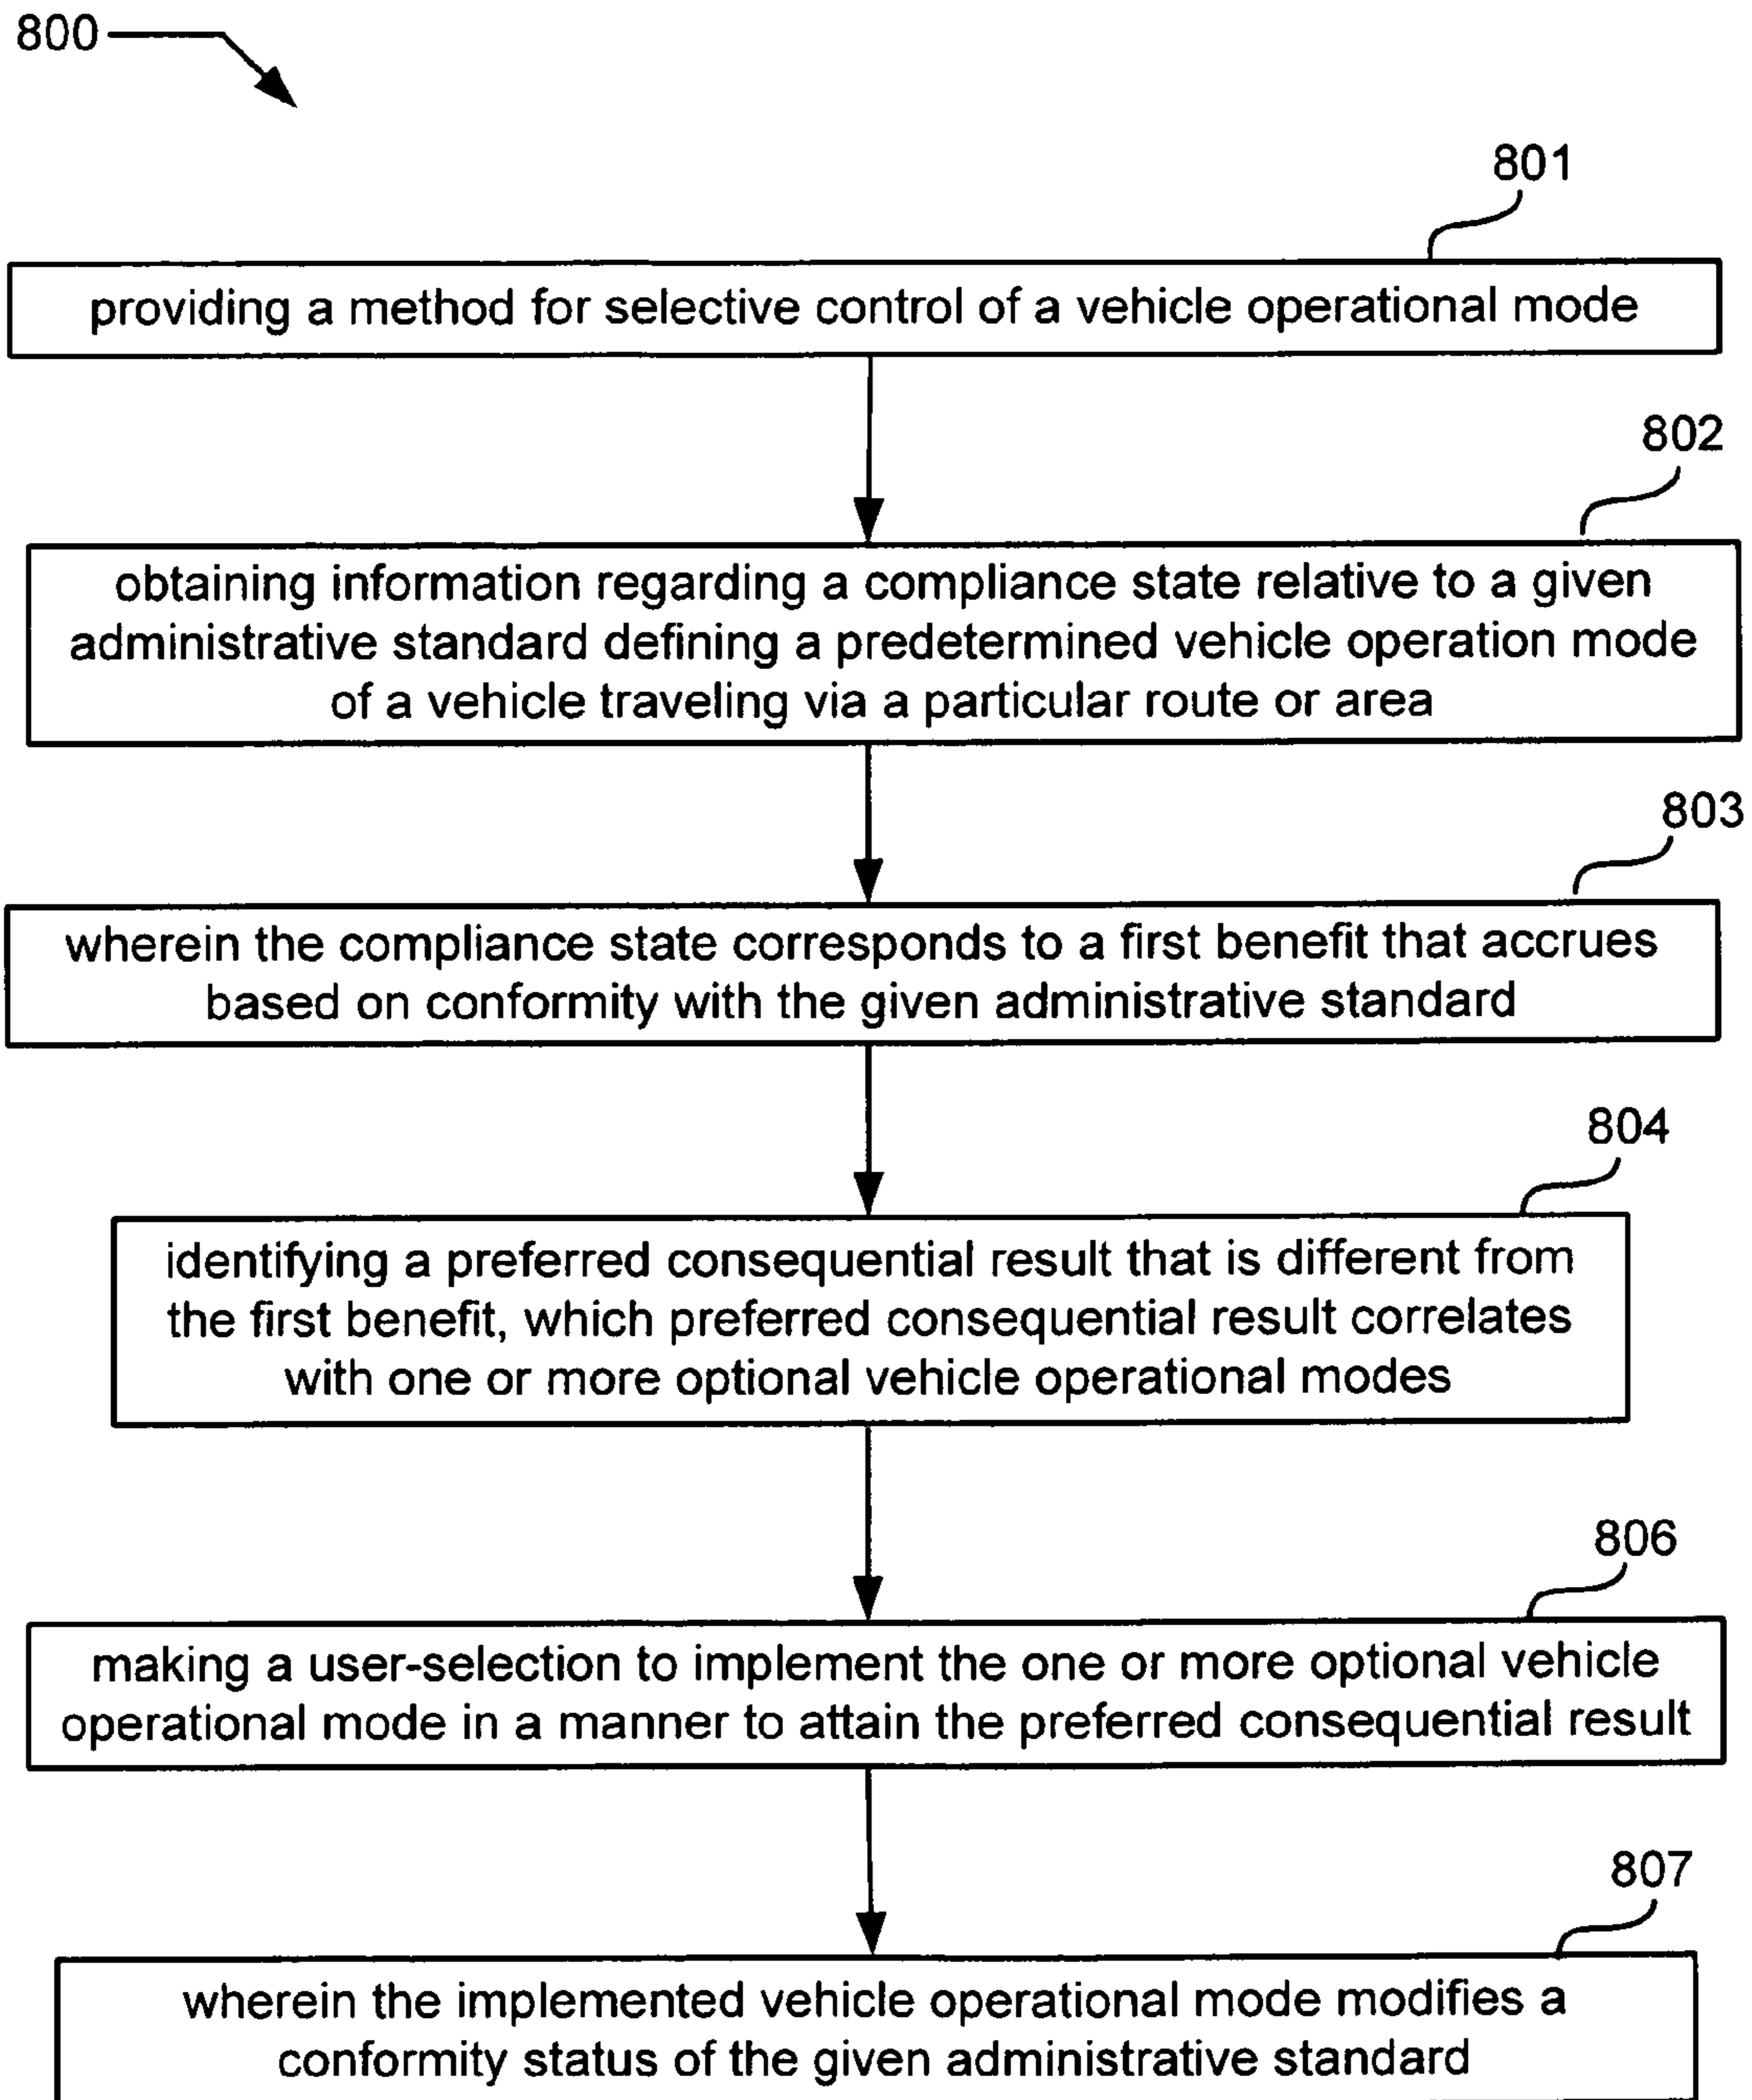 800
801
providing a method for selective control of a vehicle operational mode
802
obtaining information regarding a compliance state relative to a given
administrative standard defining a predetermined vehicle operation mode
of a vehicle traveling via a particular route or area
803
wherein the compliance state corresponds to a first benefit that accrues
based on conformity with the given administrative standard
804
identifying a preferred consequential result that is different from
the first benefit, which preferred consequential result correlates
with one or more optional vehicle operational modes
806
making a user-selection to implement the one or more optional vehicle
operational mode in a manner to attain the preferred consequential result
807
wherein the implemented vehicle operational mode modifies a
conformity status of the given administrative standard